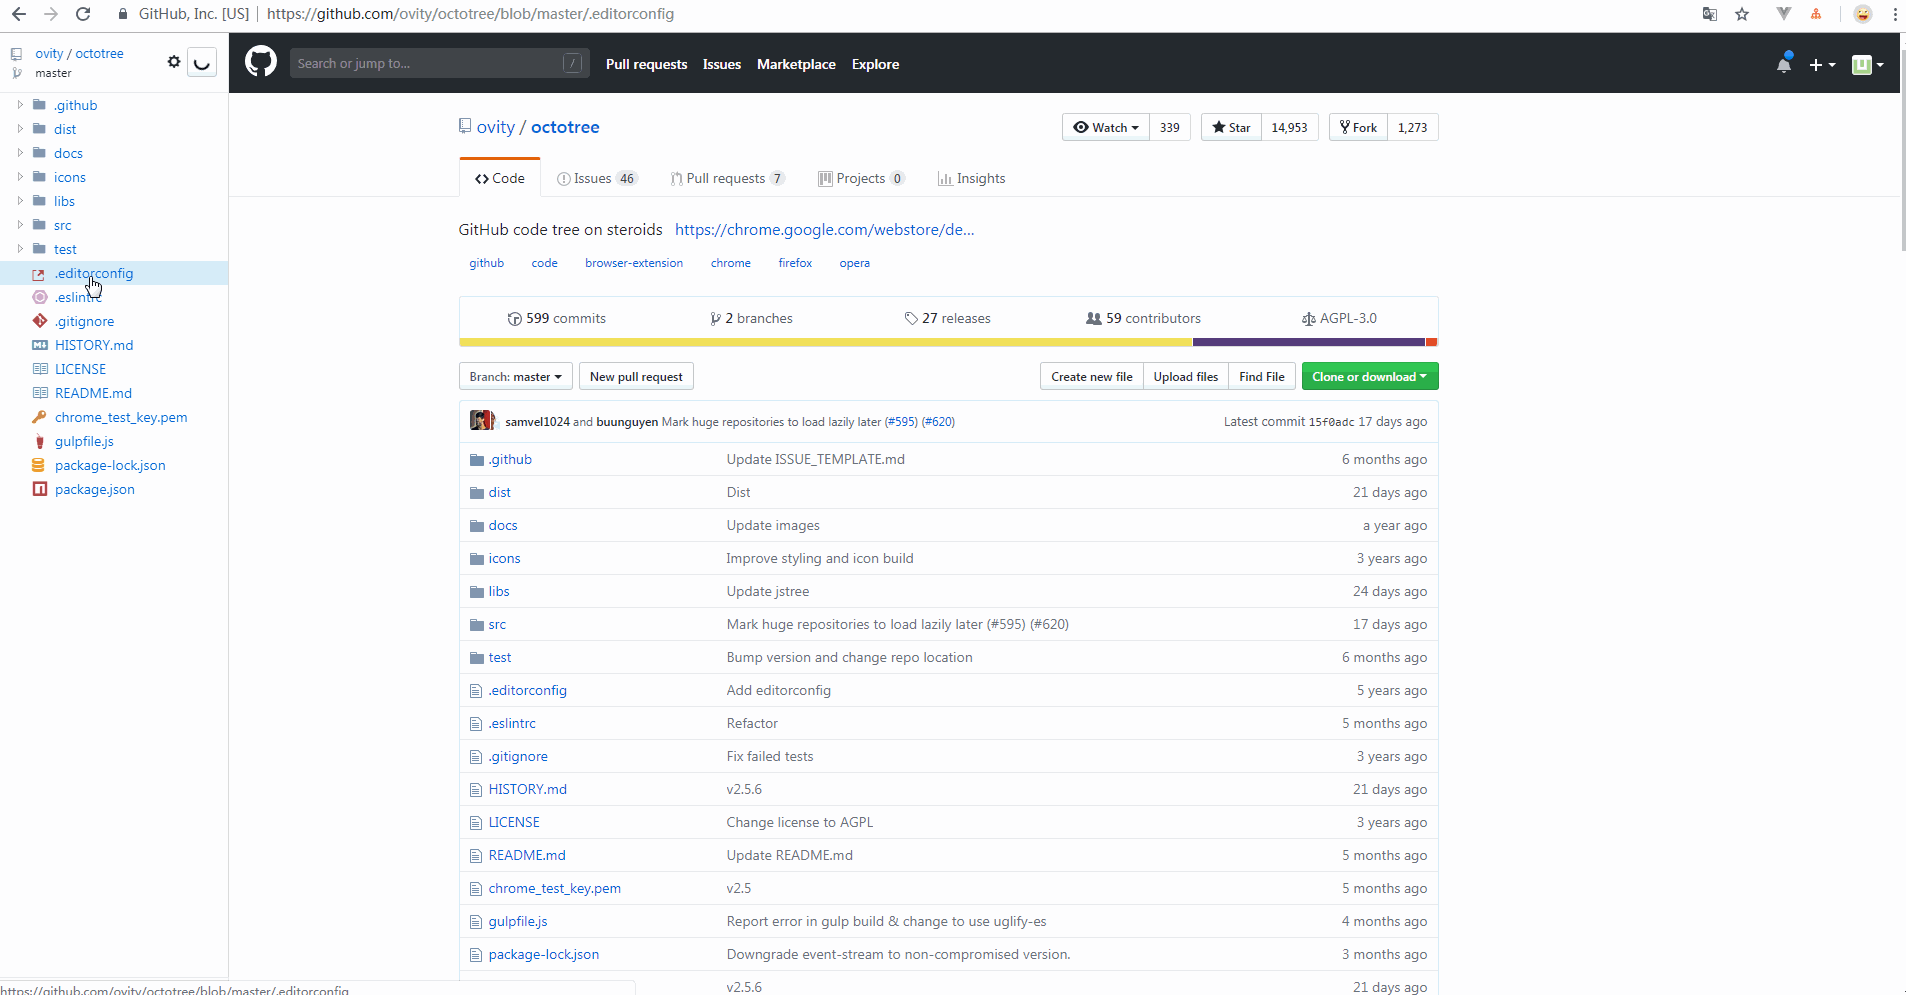 GitHub, Inc. [US] | https://github.com/ovity/octotree/blob/master/.editorconfig
ovity / octotree
master
.github
dist
docs
icons
libs
src
test
.editorconfig
.eslintrc
.gitignore
HISTORY.md
LICENSE
README.md
chrome_test_key.pem
gulpfile.js
package-lock.json
package.json
Search or jump to... /
Pull requests Issues Marketplace Explore
ovity / octotree
Watch 339 Star 14,953 Fork 1,273
Code Issues 46 Pull requests 7 Projects 0 Insights
GitHub code tree on steroids https://chrome.google.com/webstore/de...
github code browser-extension chrome firefox opera
599 commits 2 branches 27 releases 59 contributors AGPL-3.0
Branch: master New pull request Create new file Upload files Find File Clone or download
samvel1024 and buunguyen Mark huge repositories to load lazily later (#595) (#620) Latest commit 15f0adc 17 days ago
.github Update ISSUE_TEMPLATE.md 6 months ago
dist Dist 21 days ago
docs Update images a year ago
icons Improve styling and icon build 3 years ago
libs Update jstree 24 days ago
src Mark huge repositories to load lazily later (#595) (#620) 17 days ago
test Bump version and change repo location 6 months ago
.editorconfig Add editorconfig 5 years ago
.eslintrc Refactor 5 months ago
.gitignore Fix failed tests 3 years ago
HISTORY.md v2.5.6 21 days ago
LICENSE Change license to AGPL 3 years ago
README.md Update README.md 5 months ago
chrome_test_key.pem v2.5 5 months ago
gulpfile.js Report error in gulp build & change to use uglify-es 4 months ago
package-lock.json Downgrade event-stream to non-compromised version. 3 months ago
v2.5.6 21 days ago
https://github.com/ovity/octotree/blob/master/.editorconfig